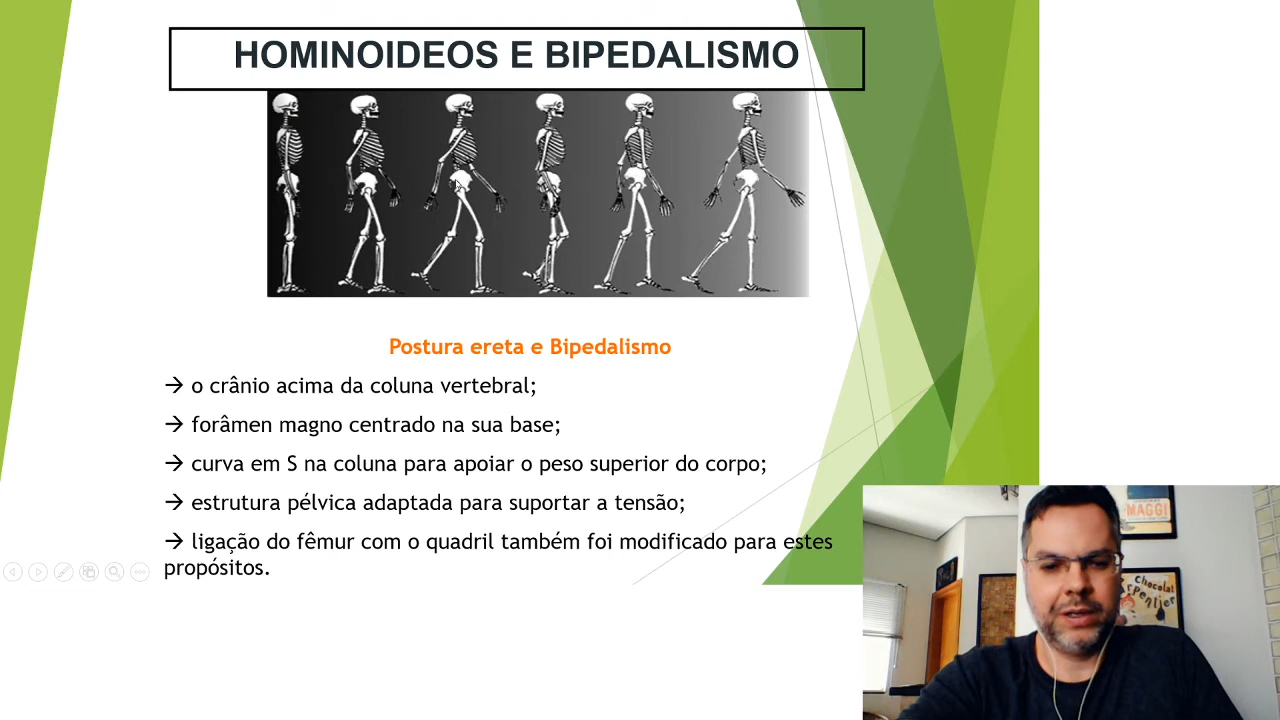 HOMINOIDEOS E BIPEDALISMO
Postura ereta e Bipedalismo
→ o crânio acima da coluna vertebral;
→ forâmen magno centrado na sua base;
→ curva em S na coluna para apoiar o peso superior do corpo;
→ estrutura pélvica adaptada para suportar a tensão;
→ ligação do fêmur com o quadril também foi modificado para estes
propósitos.
MAGGI
Chocolat